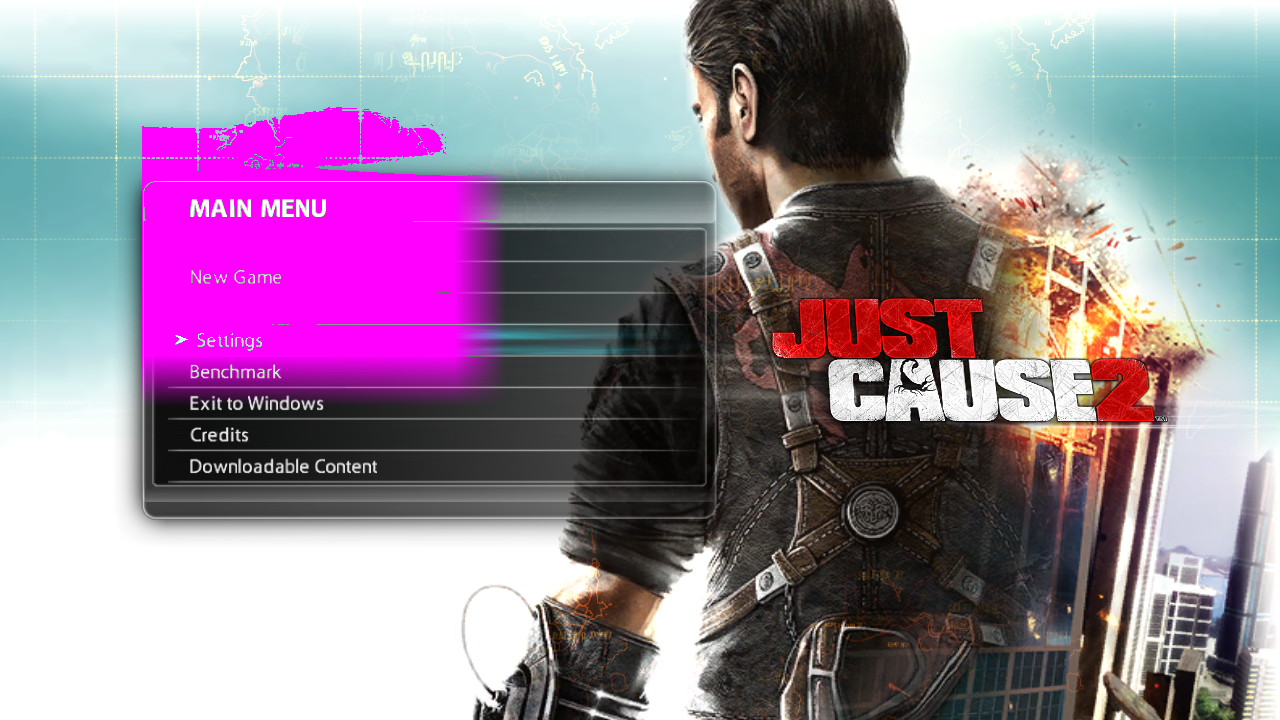 MAIN MENU
New Game
Settings
Benchmark
Exit to Windows
Credits
Downloadable Content
JUST
CAUSE 2